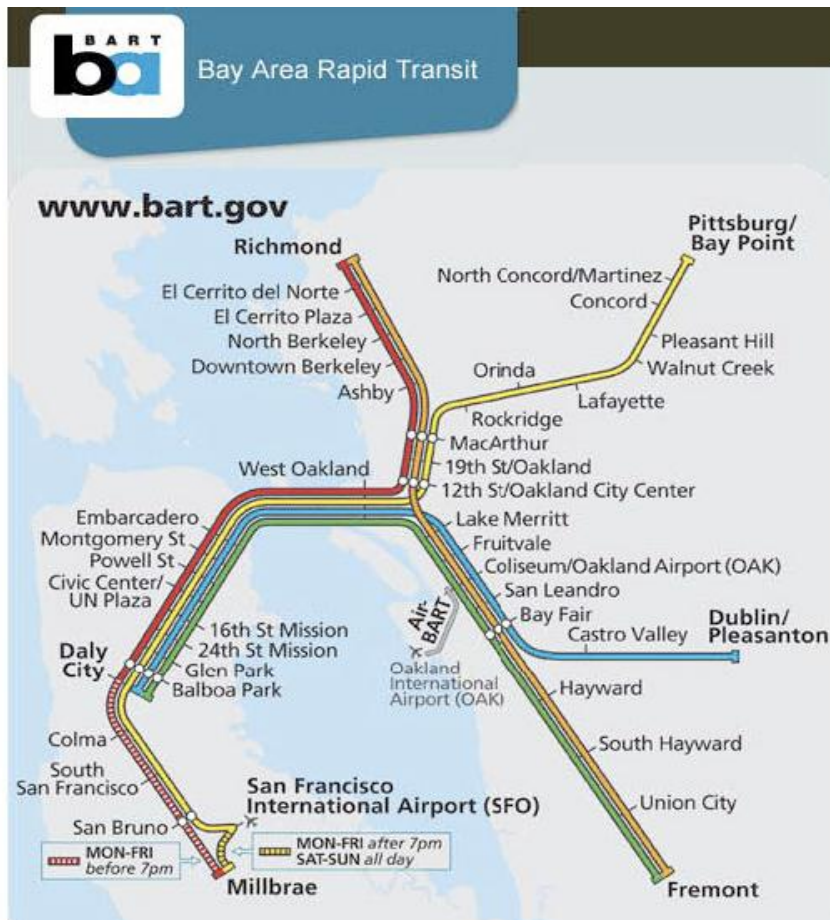 BART
ba
Bay Area Rapid Transit
www.bart.gov
Richmond
Pittsburg/
Bay Point
El Cerrito del Norte
North Concord/Martinez
El Cerrito Plaza
Concord
North Berkeley
Pleasant Hill
Downtown Berkeley
Orinda
Walnut Creek
Ashby
Lafayette
Rockridge
MacArthur
West Oakland
19th St/Oakland
12th St/Oakland City Center
Embarcadero
Lake Merritt
Montgomery St
Fruitvale
Powell St
Coliseum/Oakland Airport (OAK)
Civic Center/
UN Plaza
San Leandro
Bay Fair
Air-
BART
16th St Mission
Dublin/
Pleasanton
24th St Mission
Castro Valley
Daly
City
Glen Park
Oakland
International
Airport (OAK)
Balboa Park
Hayward
Colma
South Hayward
South
San Francisco
San Francisco
International Airport (SFO)
Union City
San Bruno
MON-FRI
before 7pm
MON-FRI after 7pm
SAT-SUN all day
Millbrae
Fremont